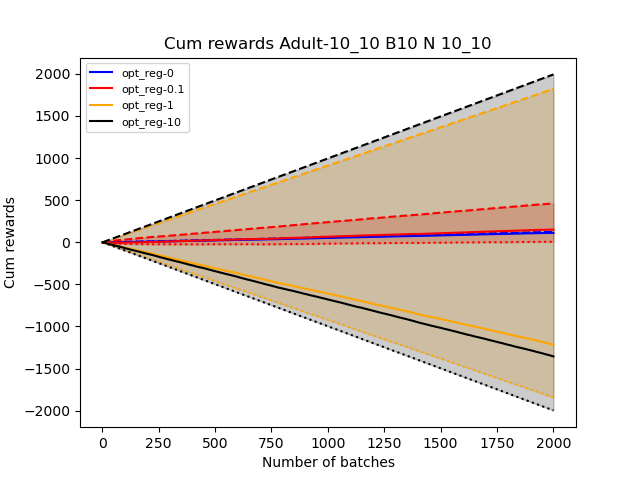 Cum rewards Adult-10_10 B10 N 10_10
opt_reg-0
opt_reg-0.1
opt_reg-1
opt_reg-10
2000
1500
1000
500
0
−500
−1000
−1500
−2000
Cum rewards
0 250 500 750 1000 1250 1500 1750 2000
Number of batches